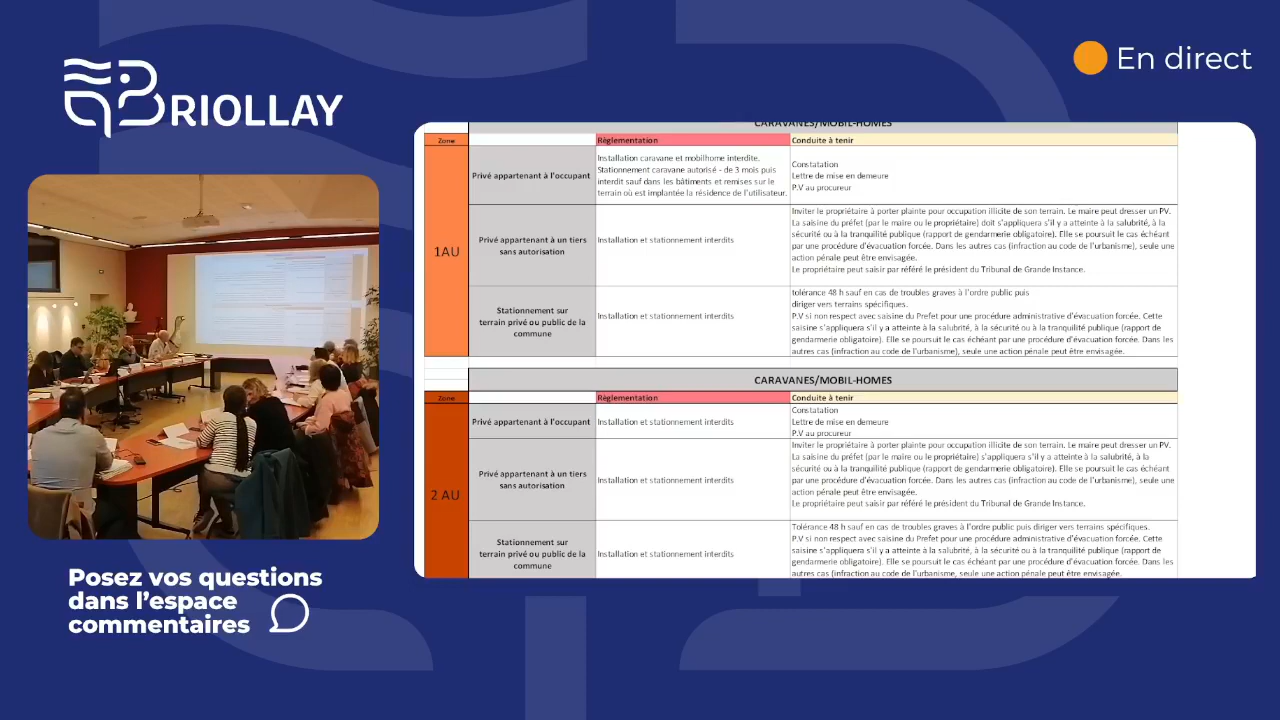 BRIOLLAY
En direct
CARAVANES/MOBIL-HOMES
Zone
Règlementation
Conduite à tenir
1AU
Privé appartenant à l'occupant
Installation caravane et mobilhome interdite.
Stationnement caravane autorisé - de 3 mois puis
interdit sauf dans les bâtiments et remises sur le
terrain où est implantée la résidence de l'utilisateur.
Constatation
Lettre de mise en demeure
P.V au procureur
Privé appartenant à un tiers
sans autorisation
Installation et stationnement interdits
Inviter le propriétaire à porter plainte pour occupation illicite de son terrain. Le maire peut dresser un PV.
La saisine du préfet (par le maire ou le propriétaire) doit s'appliquera s'il y a atteinte à la salubrité, à la
sécurité ou à la tranquilité publique (rapport de gendarmerie obligatoire). Elle se poursuit le cas échéant
par une procédure d'évacuation forcée. Dans les autres cas (infraction au code de l'urbanisme), seule une
action pénale peut être envisagée.
Le propriétaire peut saisir par référé le président du Tribunal de Grande Instance.
Stationnement sur
terrain privé ou public de la
commune
Installation et stationnement interdits
tolérance 48 h sauf en cas de troubles graves à l'ordre public puis
diriger vers terrains spécifiques.
P.V si non respect avec saisine du Prefet pour une procédure administrative d'évacuation forcée. Cette
saisine s'appliquera s'il y a atteinte à la salubrité, à la sécurité ou à la tranquilité publique (rapport de
gendarmerie obligatoire). Elle se poursuit le cas échéant par une procédure d'évacuation forcée. Dans les
autres cas (infraction au code de l'urbanisme), seule une action pénale peut être envisagée.
CARAVANES/MOBIL-HOMES
Zone
Règlementation
Conduite à tenir
2 AU
Privé appartenant à l'occupant
Installation et stationnement interdits
Constatation
Lettre de mise en demeure
P.V au procureur
Privé appartenant à un tiers
sans autorisation
Installation et stationnement interdits
Inviter le propriétaire à porter plainte pour occupation illicite de son terrain. Le maire peut dresser un PV.
La saisine du préfet (par le maire ou le propriétaire) s'appliquera s'il y a atteinte à la salubrité, à la
sécurité ou à la tranquilité publique (rapport de gendarmerie obligatoire). Elle se poursuit le cas échéant
par une procédure d'évacuation forcée. Dans les autres cas (infraction au code de l'urbanisme), seule une
action pénale peut être envisagée.
Le propriétaire peut saisir par référé le président du Tribunal de Grande Instance.
Stationnement sur
terrain privé ou public de la
commune
Installation et stationnement interdits
Tolérance 48 h sauf en cas de troubles graves à l'ordre public puis diriger vers terrains spécifiques.
P.V si non respect avec saisine du Prefet pour une procédure administrative d'évacuation forcée. Cette
saisine s'appliquera s'il y a atteinte à la salubrité, à la sécurité ou à la tranquilité publique (rapport de
gendarmerie obligatoire). Elle se poursuit le cas échéant par une procédure d'évacuation forcée. Dans les
autres cas (infraction au code de l'urbanisme, seule une action pénale peut être envisagée.
Posez vos questions
dans l'espace
commentaires